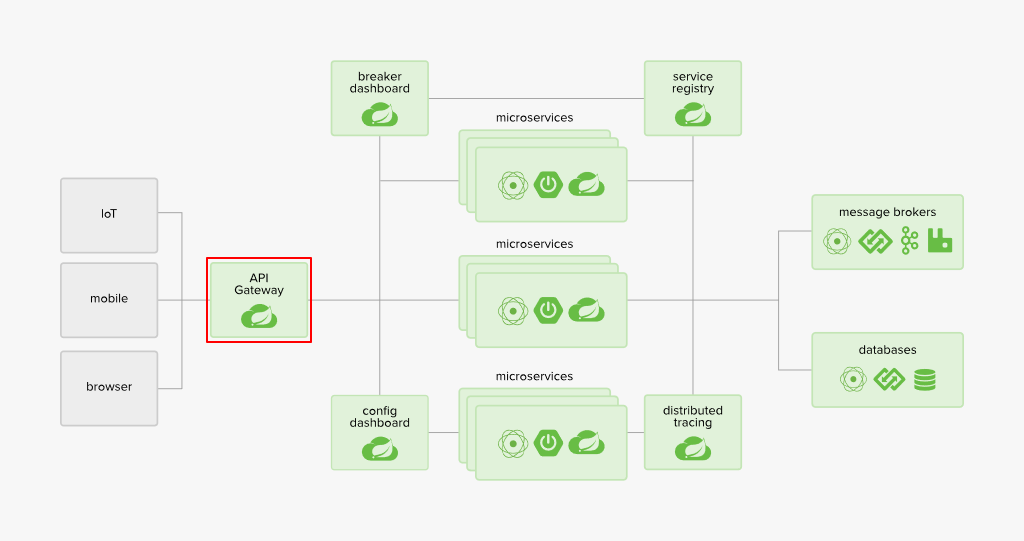 breaker
dashboard
service
registry
microservices
IoT
mobile
browser
API
Gateway
microservices
message brokers
databases
microservices
config
dashboard
distributed
tracing